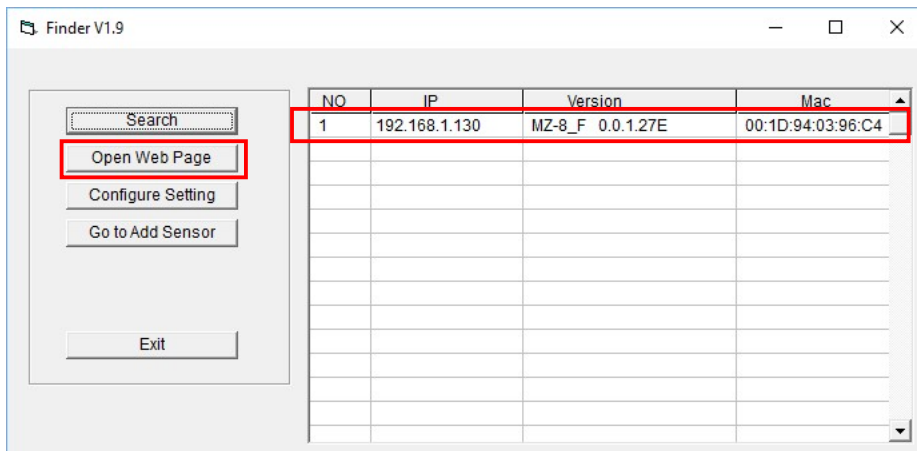 Finder V1.9
Search
Open Web Page
Configure Setting
Go to Add Sensor
Exit
NO IP Version Mac
1 192.168.1.130 MZ-8_F 0.0.1.27E 00:1D:94:03:96:C4